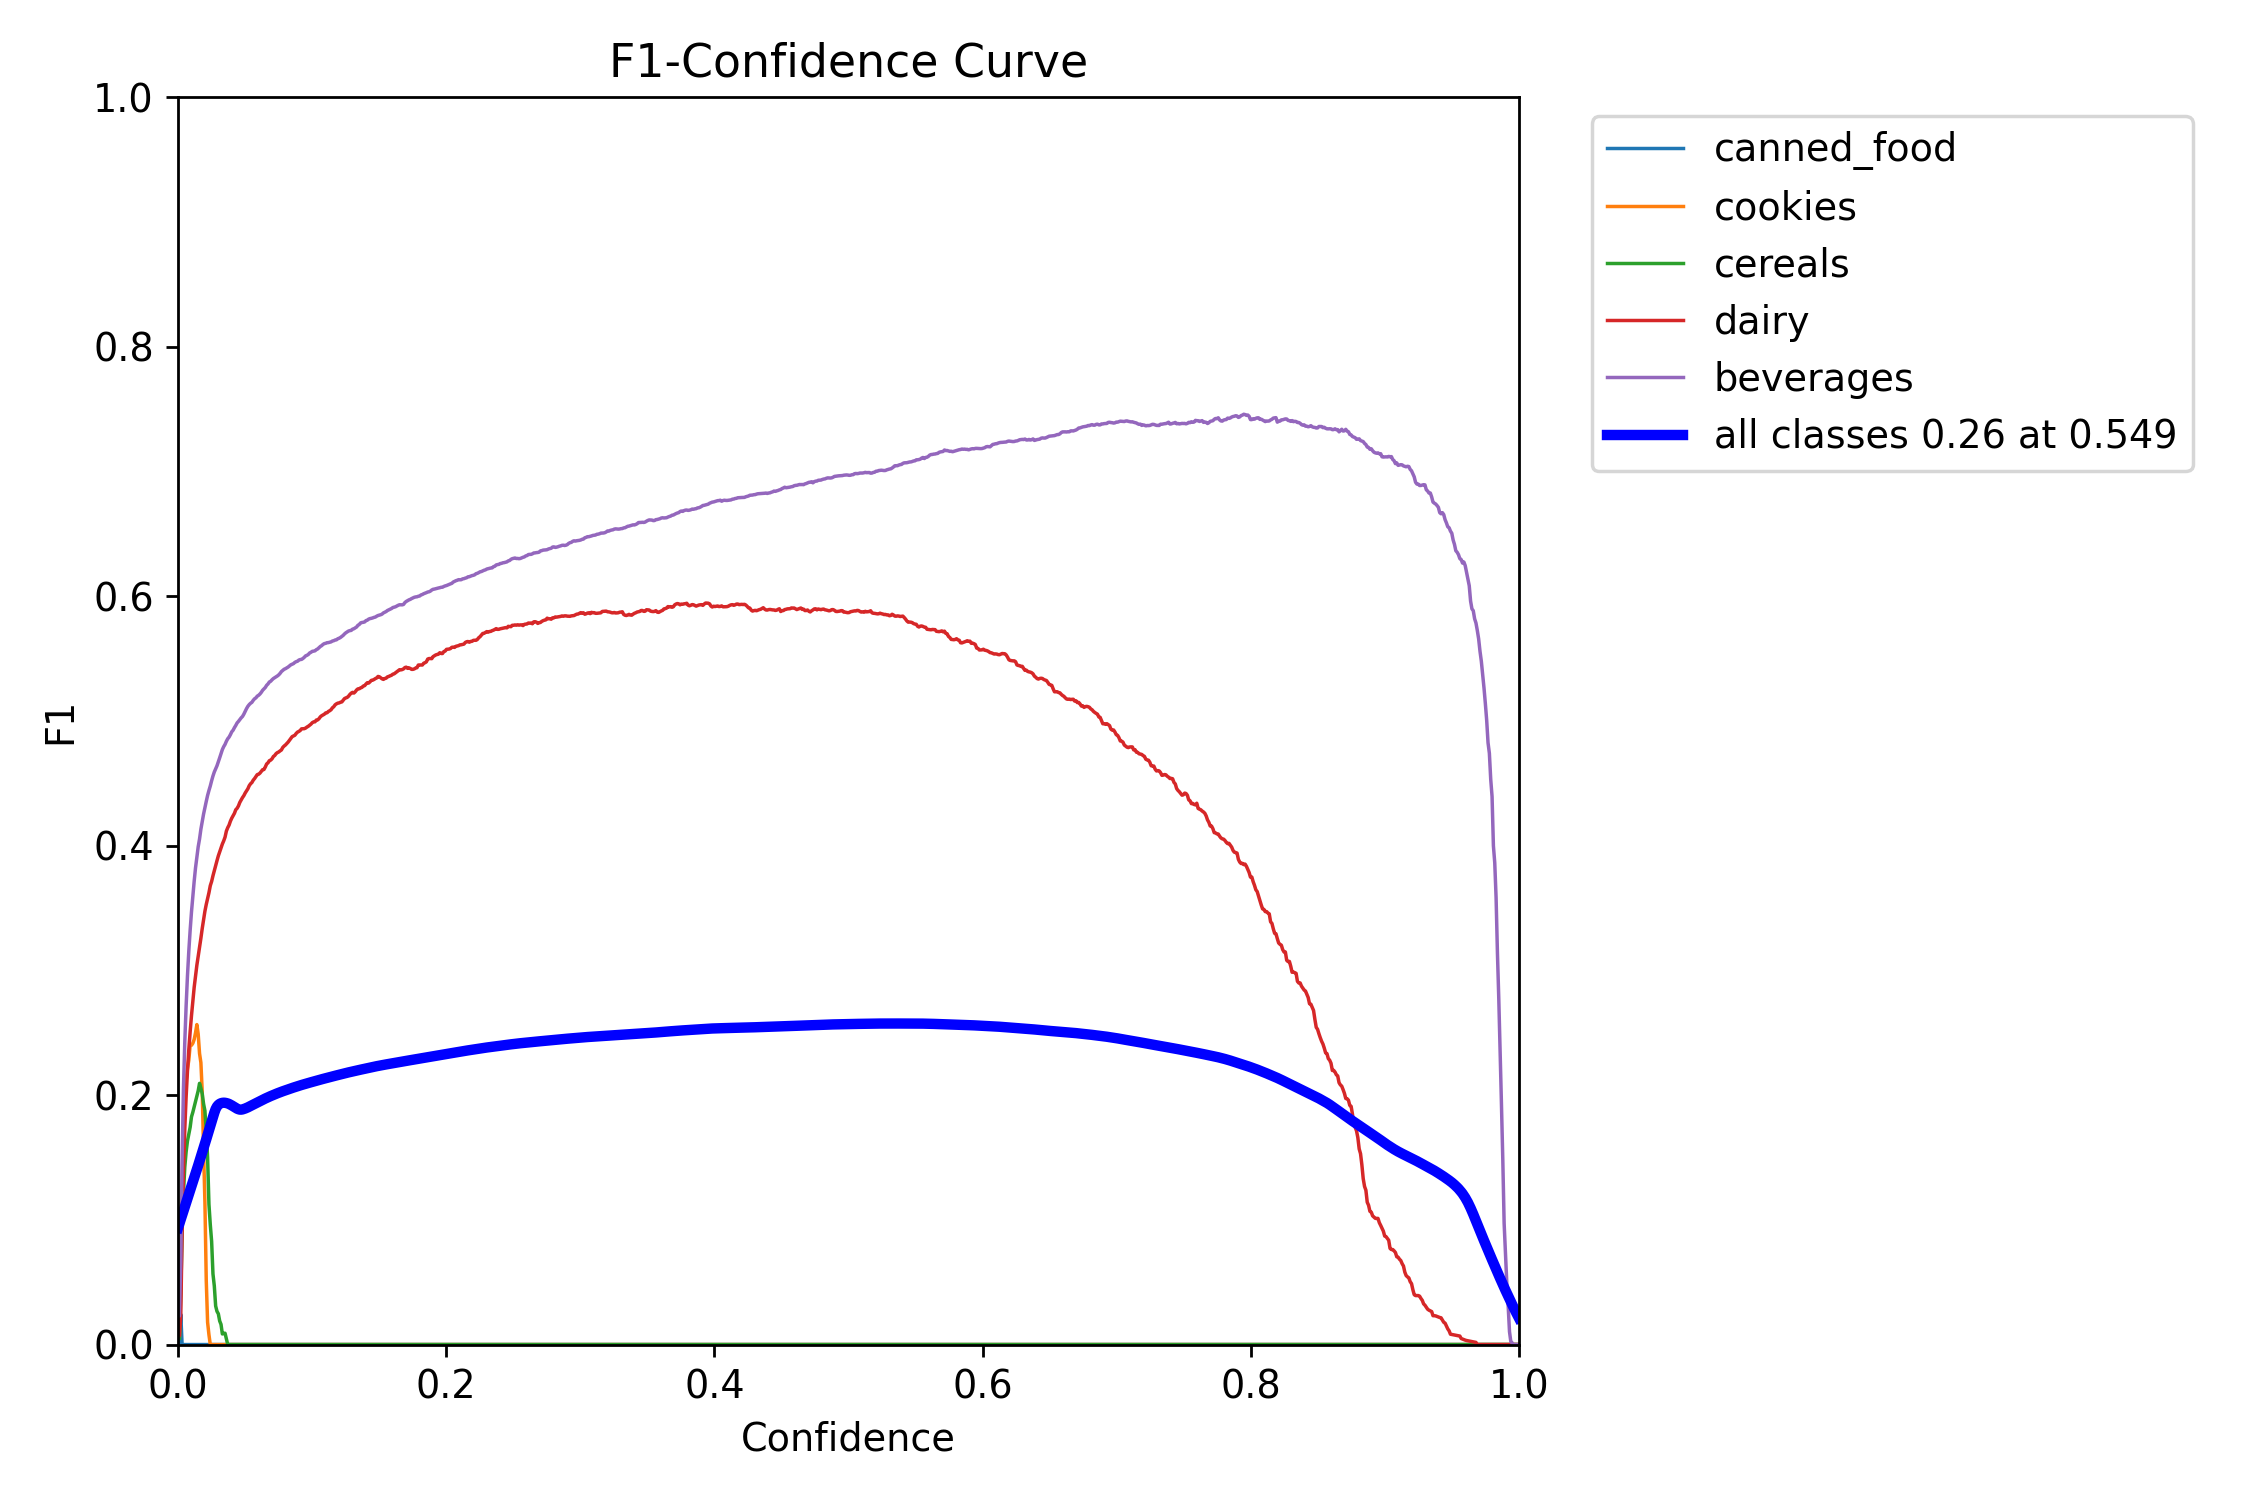 F1-Confidence Curve
1.0
0.8
0.6
0.4
0.2
0.0
F1
0.0 0.2 0.4 0.6 0.8 1.0
Confidence
canned_food
cookies
cereals
dairy
beverages
all classes 0.26 at 0.549